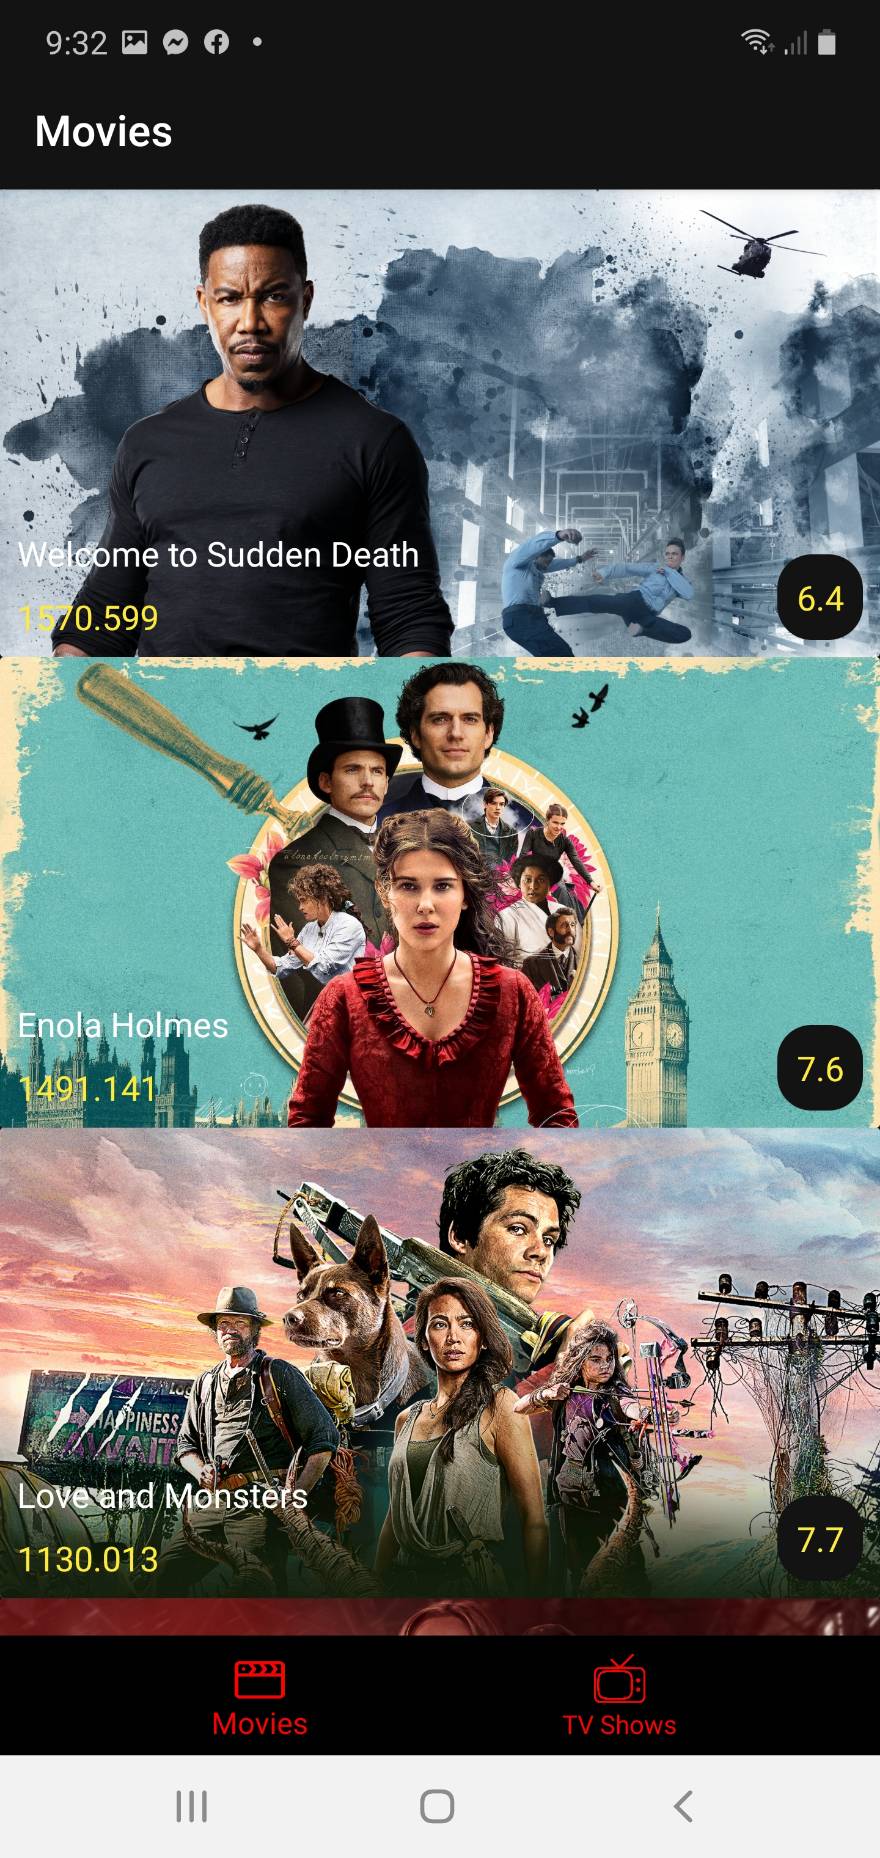 9:32
Movies
Welcome to Sudden Death
1570.599
6.4
Enola Holmes
1491.141
7.6
HAPPINESS
AWAIT
Love and Monsters
1130.013
7.7
Movies
TV Shows